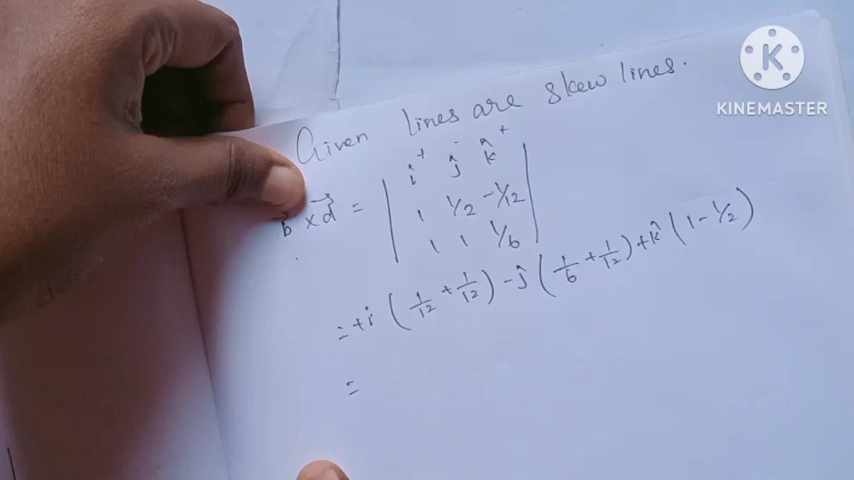 K
KINEMASTER
Given lines are skew lines.
b⃗ × d⃗ = | î⁺ ĵ⁻ k̂⁺ |
| 1 1/2 -1/12 |
| 1 1 1/6 |
= +i (1/12 + 1/12) - ĵ (1/6 + 1/12) + k̂ (1 - 1/2)
=